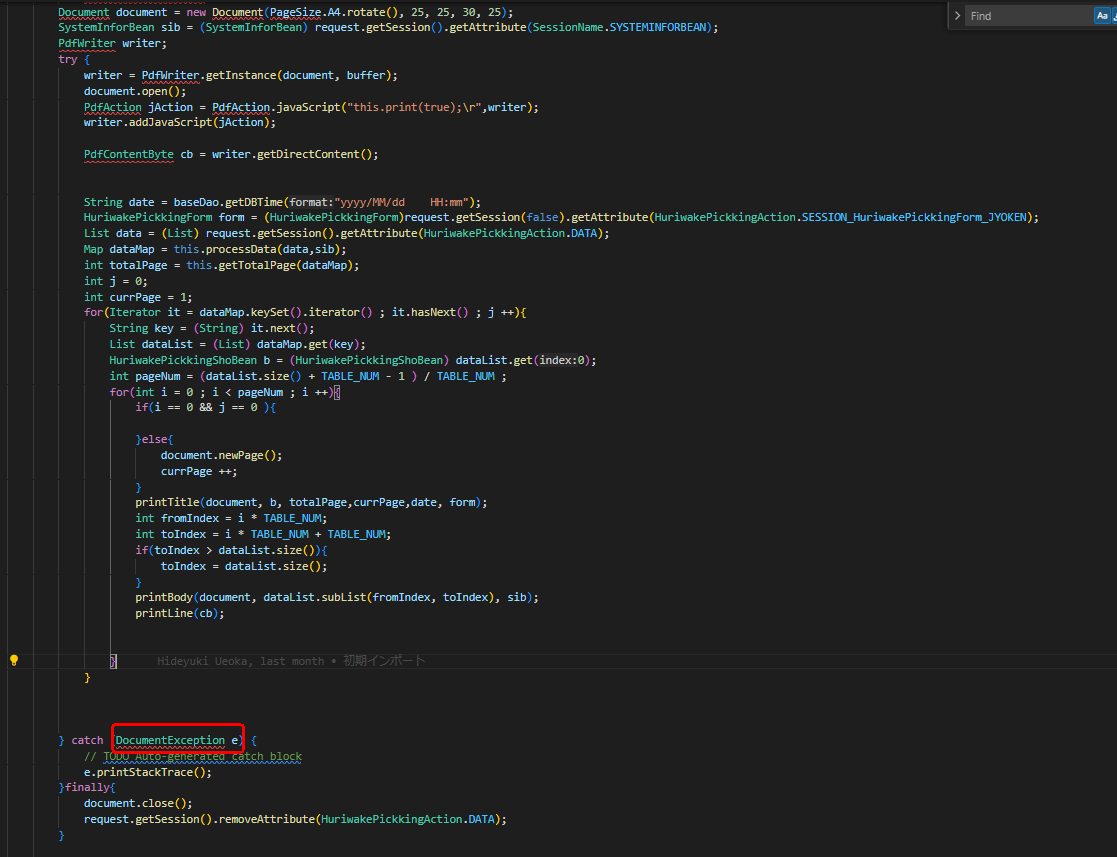 Document document = new Document(PageSize.A4.rotate(), 25, 25, 30, 25);
Find
Aa
SystemInforBean sib = (SystemInforBean) request.getSession().getAttribute(SessionName.SYSTEMINFORBEAN);
PdfWriter writer;
try {
writer = PdfWriter.getInstance(document, buffer);
document.open();
PdfAction jAction = PdfAction.javaScript("this.print(true);\r",writer);
writer.addJavaScript(jAction);
PdfContentByte cb = writer.getDirectContent();
String date = baseDao.getDBTime(format:"yyyy/MM/dd    HH:mm");
HuriwakePickkingForm form = (HuriwakePickkingForm)request.getSession(false).getAttribute(HuriwakePickkingAction.SESSION_HuriwakePickkingForm_JYOKEN);
List data = (List) request.getSession().getAttribute(HuriwakePickkingAction.DATA);
Map dataMap = this.processData(data,sib);
int totalPage = this.getTotalPage(dataMap);
int j = 0;
int currPage = 1;
for(Iterator it = dataMap.keySet().iterator() ; it.hasNext() ; j ++){
String key = (String) it.next();
List dataList = (List) dataMap.get(key);
HuriwakePickkingShoBean b = (HuriwakePickkingShoBean) dataList.get(index:0);
int pageNum = (dataList.size() + TABLE_NUM - 1 ) / TABLE_NUM ;
for(int i = 0 ; i < pageNum ; i ++){
if(i == 0 && j == 0 ){
}else{
document.newPage();
currPage ++;
}
printTitle(document, b, totalPage,currPage,date, form);
int fromIndex = i * TABLE_NUM;
int toIndex = i * TABLE_NUM + TABLE_NUM;
if(toIndex > dataList.size()){
toIndex = dataList.size();
}
printBody(document, dataList.subList(fromIndex, toIndex), sib);
printLine(cb);
} Hideyuki Ueoka, last month • 初期インポート
}
} catch (DocumentException e) {
// TODO Auto-generated catch block
e.printStackTrace();
}finally{
document.close();
request.getSession().removeAttribute(HuriwakePickkingAction.DATA);
}